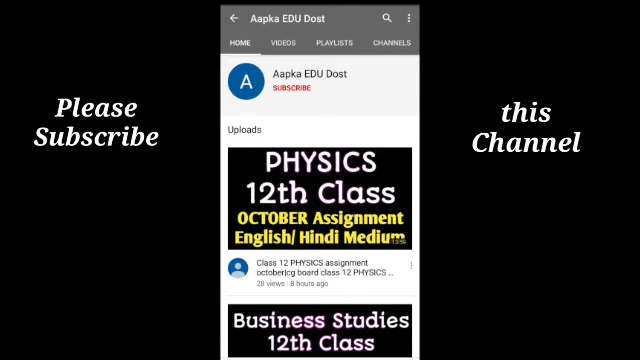 Aapka EDU Dost
HOME VIDEOS PLAYLISTS CHANNELS
A
Aapka EDU Dost
SUBSCRIBE
Please
Subscribe
this
Channel
Uploads
PHYSICS
12th Class
OCTOBER Assignment
English/ Hindi Medium
13:59
Class 12 PHYSICS assignment
october|cg board class 12 PHYSICS ...
28 views · 8 hours ago
Business Studies
12th Class